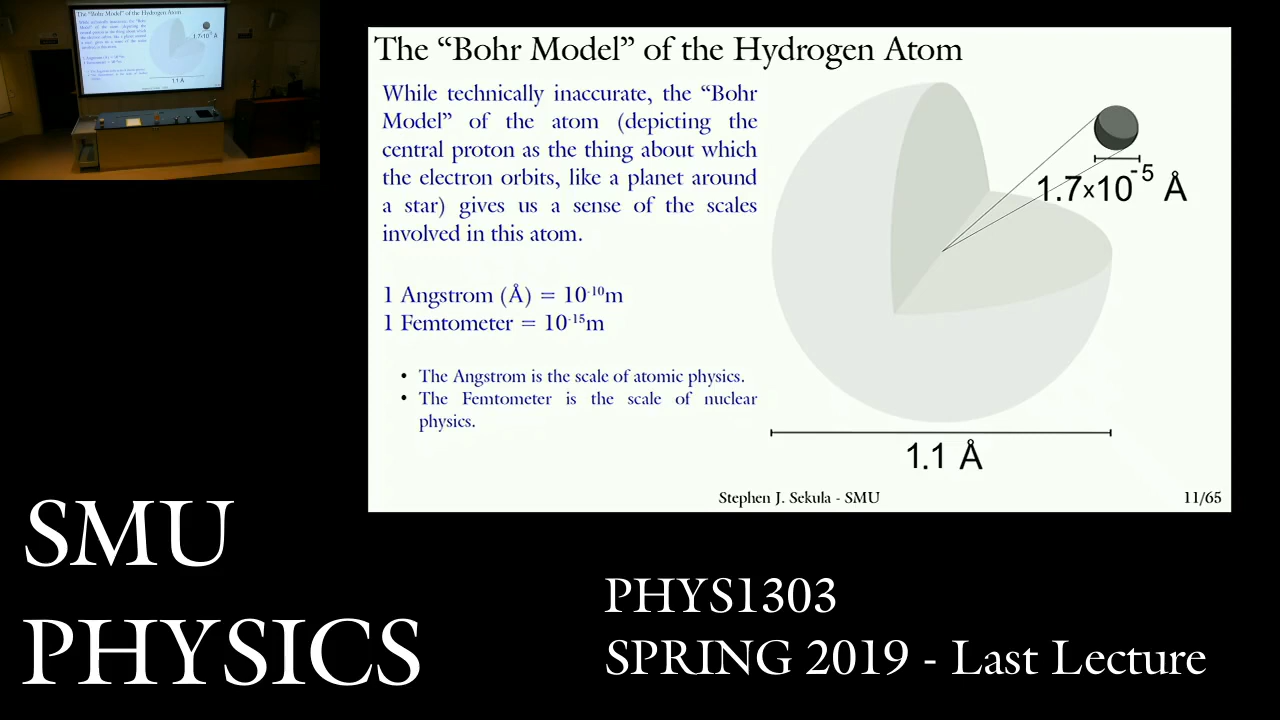 The “Bohr Model” of the Hydrogen Atom
While technically inaccurate, the “Bohr
Model” of the atom (depicting the
central proton as the thing about which
the electron orbits, like a planet around
a star) gives us a sense of the scales
involved in this atom.
1 Angstrom (Å) = 10⁻¹⁰m
1 Femtometer = 10⁻¹⁵m
• The Angstrom is the scale of atomic physics.
• The Femtometer is the scale of nuclear
physics.
1.7×10⁻⁵ Å
1.1 Å
Stephen J. Sekula - SMU
11/65
SMU
PHYSICS
PHYS1303
SPRING 2019 - Last Lecture